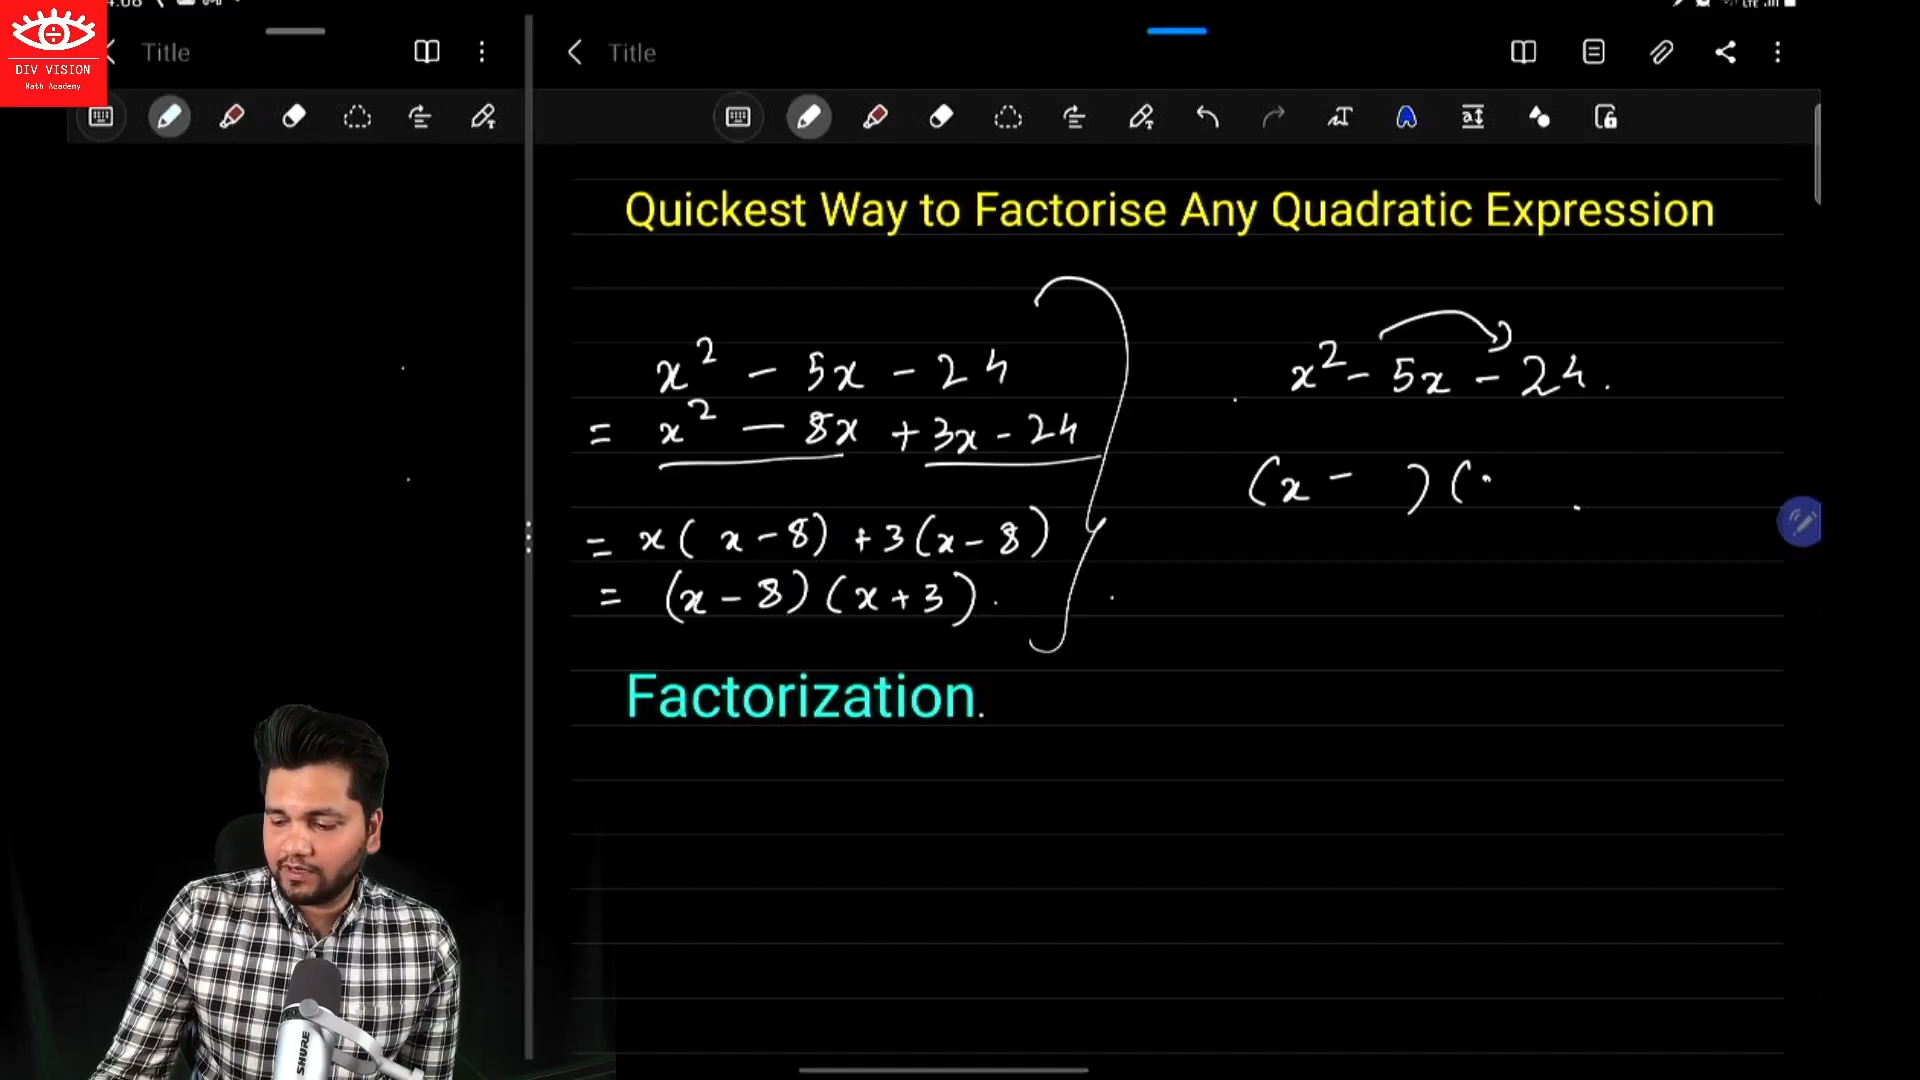 DIV VISION
Math Academy
Title
Title
Quickest Way to Factorise Any Quadratic Expression
x² - 5x - 24
= x² - 8x + 3x - 24
= x( x - 8) + 3(x - 8)
= (x - 8) (x + 3).
x² - 5x - 24.
(x - ) (
Factorization.
SHURE